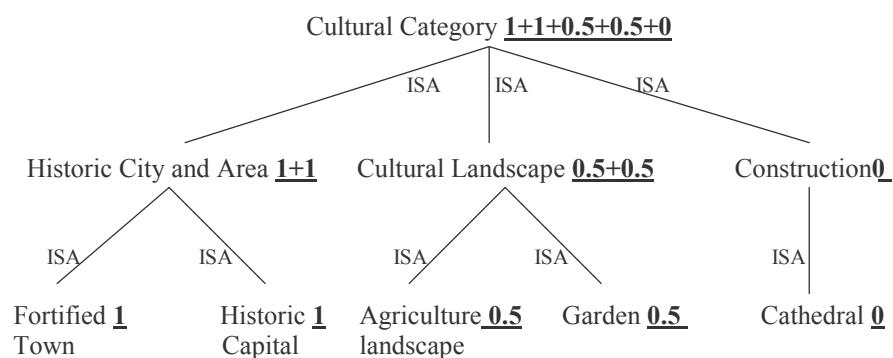 Cultural Category 1+1+0.5+0.5+0
ISA ISA ISA
Historic City and Area 1+1 Cultural Landscape 0.5+0.5 Construction0
ISA ISA ISA ISA ISA
Fortified 1 Historic 1 Agriculture 0.5 Garden 0.5 Cathedral 0
Town Capital landscape